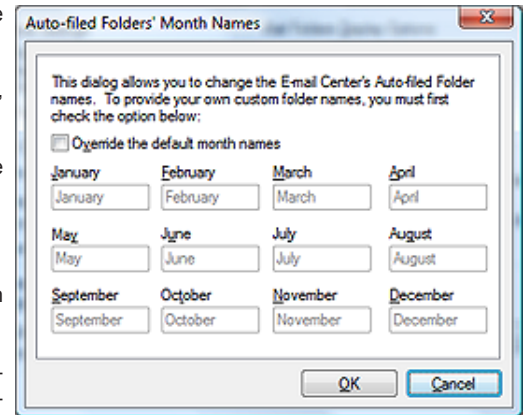 Auto-filed Folders' Month Names
This dialog allows you to change the E-mail Center's Auto-filed Folder
names. To provide your own custom folder names, you must first
check the option below:
Override the default month names
January February March April
January February March April
May June July August
May June July August
September October November December
September October November December
OK Cancel